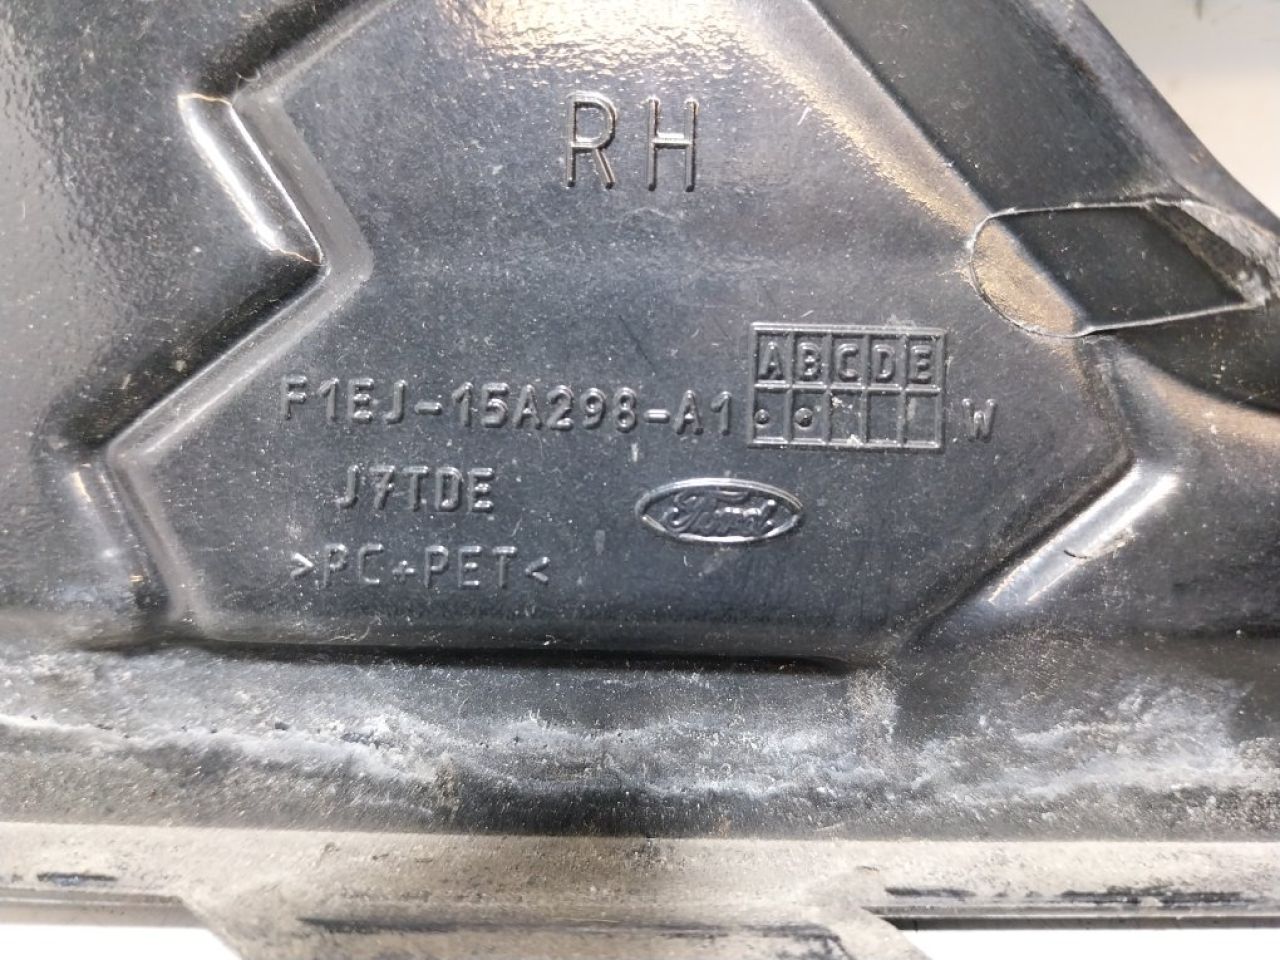 RH
ABCDE
F1EJ-15A298-A1 W
J7TDE
Ford
>PC+PET<